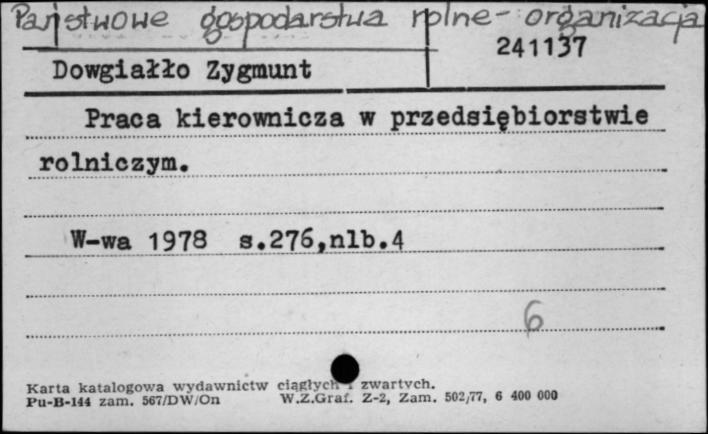 Państwowe gospodarstwa rolne - organizacja
241137
Dowgiałło Zygmunt
Praca kierownicza w przedsiębiorstwie
rolniczym.
W-wa 1978 s.276,nlb.4
6
Karta katalogowa wydawnictw ciągłych i zwartych.
Pu-B-144 zam. 567/DW/On W.Z.Graf. Z-2, Zam. 502/77, 6 400 000